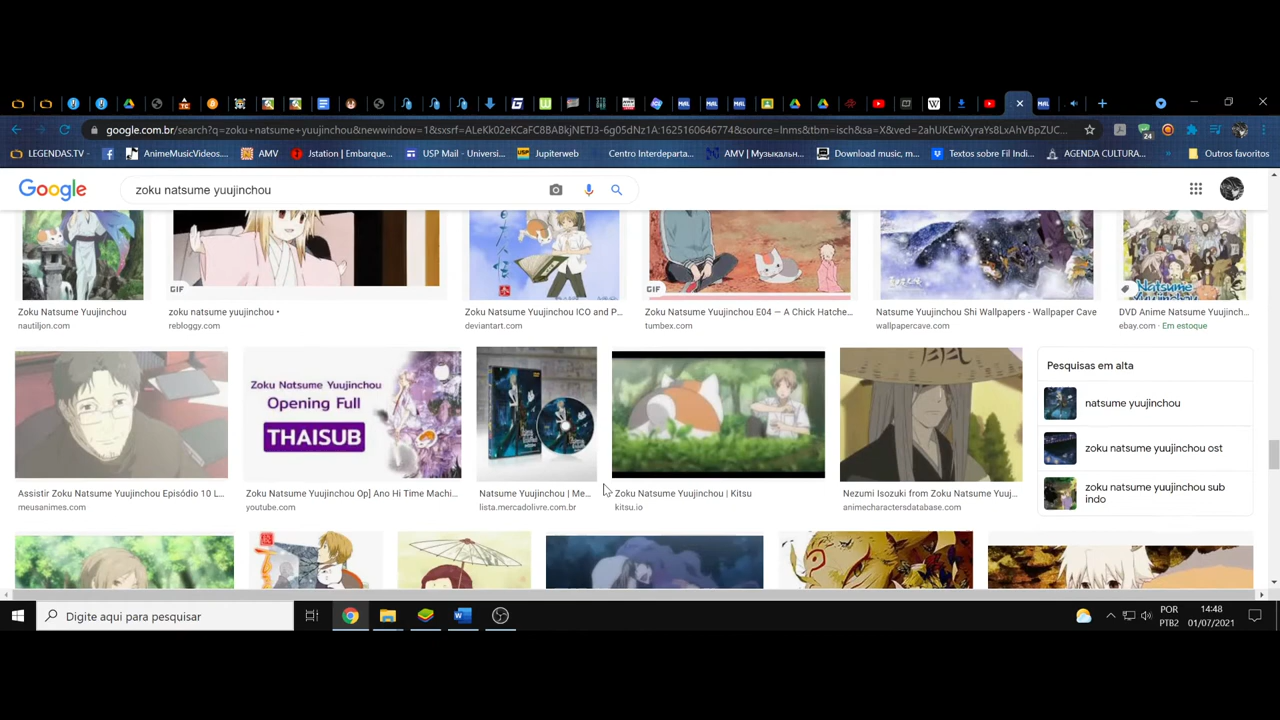 google.com.br/search?q=zoku+natsume+yuujinchou&newwindow=1&sxsrf=ALeKk02eKCaFC8BABkjNETJ3-6g05dNz1A:1625160646774&source=lnms&tbm=isch&sa=X&ved=2ahUKEwiXyraYs8LxAhVBpZUC...
LEGENDAS.TV
AnimeMusicVideos....
AMV
Jstation | Embarque...
USP Mail - Universi...
Jupiterweb
Centro Interdeparta...
AMV | Музыкальн...
Download music, m...
Textos sobre Fil Indi...
AGENDA CULTURA...
Outros favoritos
Google
zoku natsume yuujinchou
GIF
GIF
Natsume
Zoku Natsume Yuujinchou
nautiljon.com
zoku natsume yuujinchou •
rebloggy.com
Zoku Natsume Yuujinchou ICO and P...
deviantart.com
Zoku Natsume Yuujinchou E04 — A Chick Hatche...
tumbex.com
Natsume Yuujinchou Shi Wallpapers - Wallpaper Cave
wallpapercave.com
DVD Anime Natsume Yuujinch...
ebay.com • Em estoque
Zoku Natsume Yuujinchou
Opening Full
THAISUB
Assistir Zoku Natsume Yuujinchou Episódio 10 L...
meusanimes.com
Zoku Natsume Yuujinchou Op] Ano Hi Time Machi...
youtube.com
Natsume Yuujinchou | Me...
lista.mercadolivre.com.br
Zoku Natsume Yuujinchou | Kitsu
kitsu.io
Nezumi Isozuki from Zoku Natsume Yuuj...
animecharactersdatabase.com
Pesquisas em alta
natsume yuujinchou
zoku natsume yuujinchou ost
zoku natsume yuujinchou sub
indo
Digite aqui para pesquisar
POR
PTB2
14:48
01/07/2021